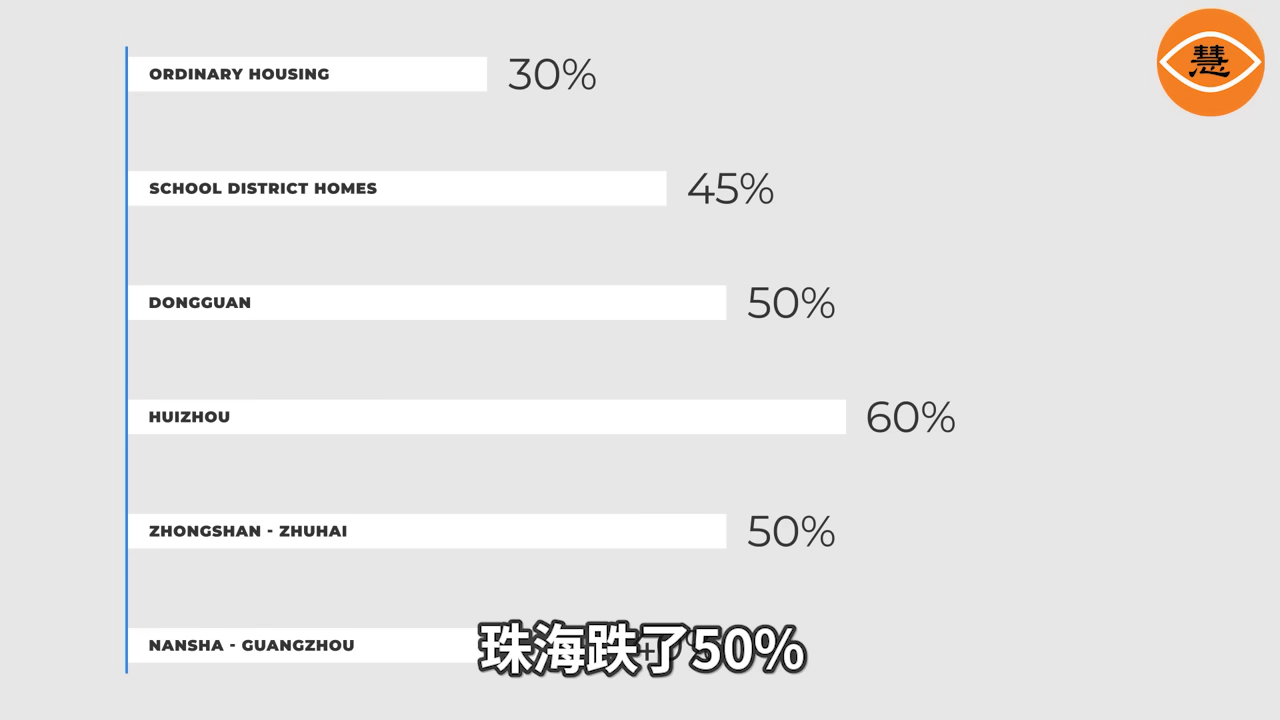 慧
ORDINARY HOUSING 30%
SCHOOL DISTRICT HOMES 45%
DONGGUAN 50%
HUIZHOU 60%
ZHONGSHAN - ZHUHAI 50%
NANSHA - GUANGZHOU
珠海跌了50%